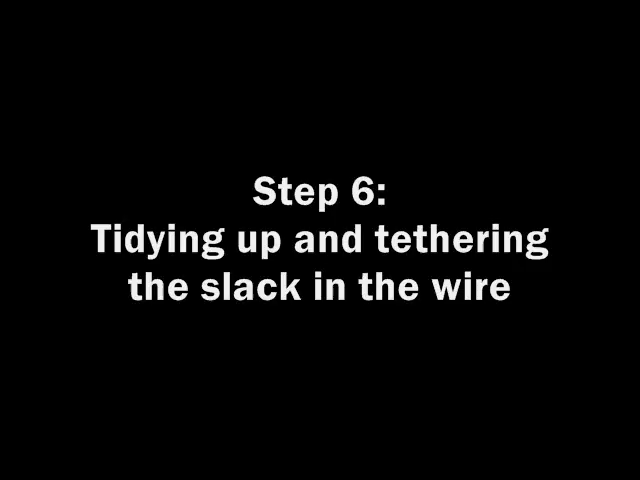 Step 6:
Tidying up and tethering
the slack in the wire